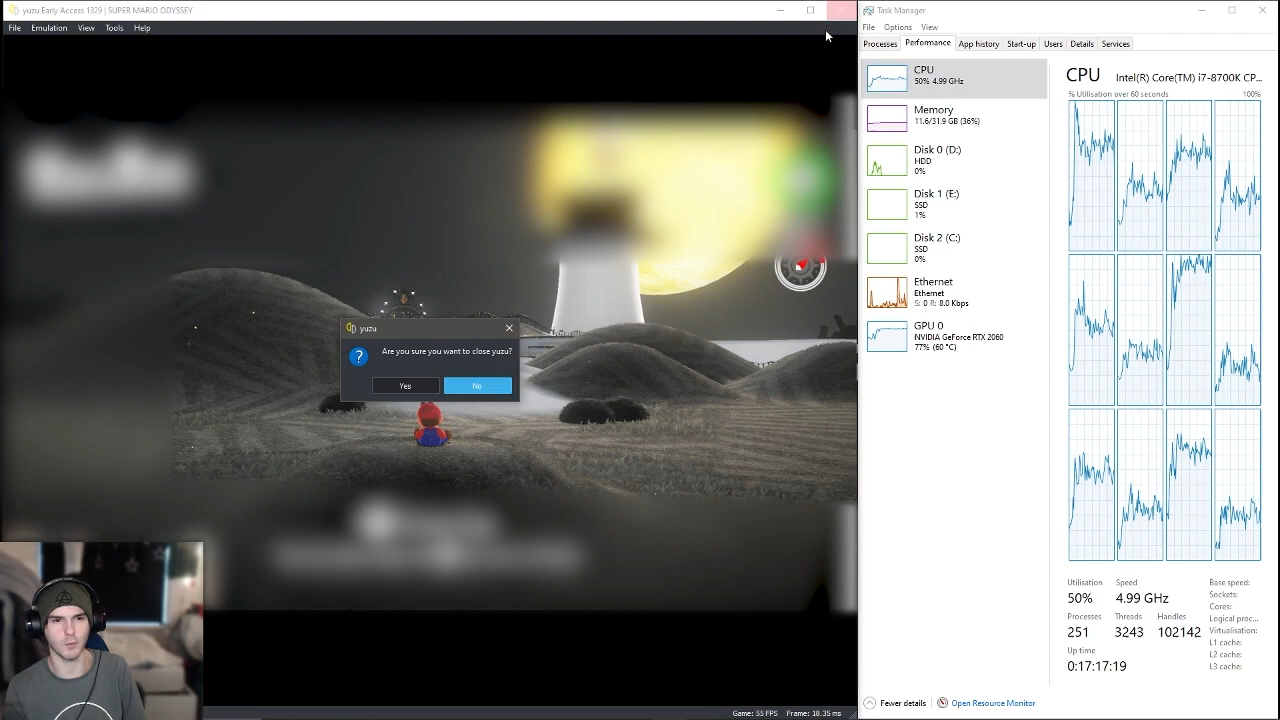 yuzu Early Access 1329 | SUPER MARIO ODYSSEY
File Emulation View Tools Help
yuzu
Are you sure you want to close yuzu?
Yes No
Game: 55 FPS Frame: 18.35 ms
Task Manager
File Options View
Processes Performance App history Start-up Users Details Services
CPU
50% 4.99 GHz
Memory
11.6/31.9 GB (36%)
Disk 0 (D:)
HDD
0%
Disk 1 (E:)
SSD
1%
Disk 2 (C:)
SSD
0%
Ethernet
Ethernet
S: 0 R: 8.0 Kbps
GPU 0
NVIDIA GeForce RTX 2060
77% (60 °C)
CPU Intel(R) Core(TM) i7-8700K CP...
% Utilisation over 60 seconds 100%
Utilisation Speed
50% 4.99 GHz
Processes Threads Handles
251 3243 102142
Up time
0:17:17:19
Base speed:
Sockets:
Cores:
Logical proc...
Virtualisation:
L1 cache:
L2 cache:
L3 cache:
Fewer details Open Resource Monitor